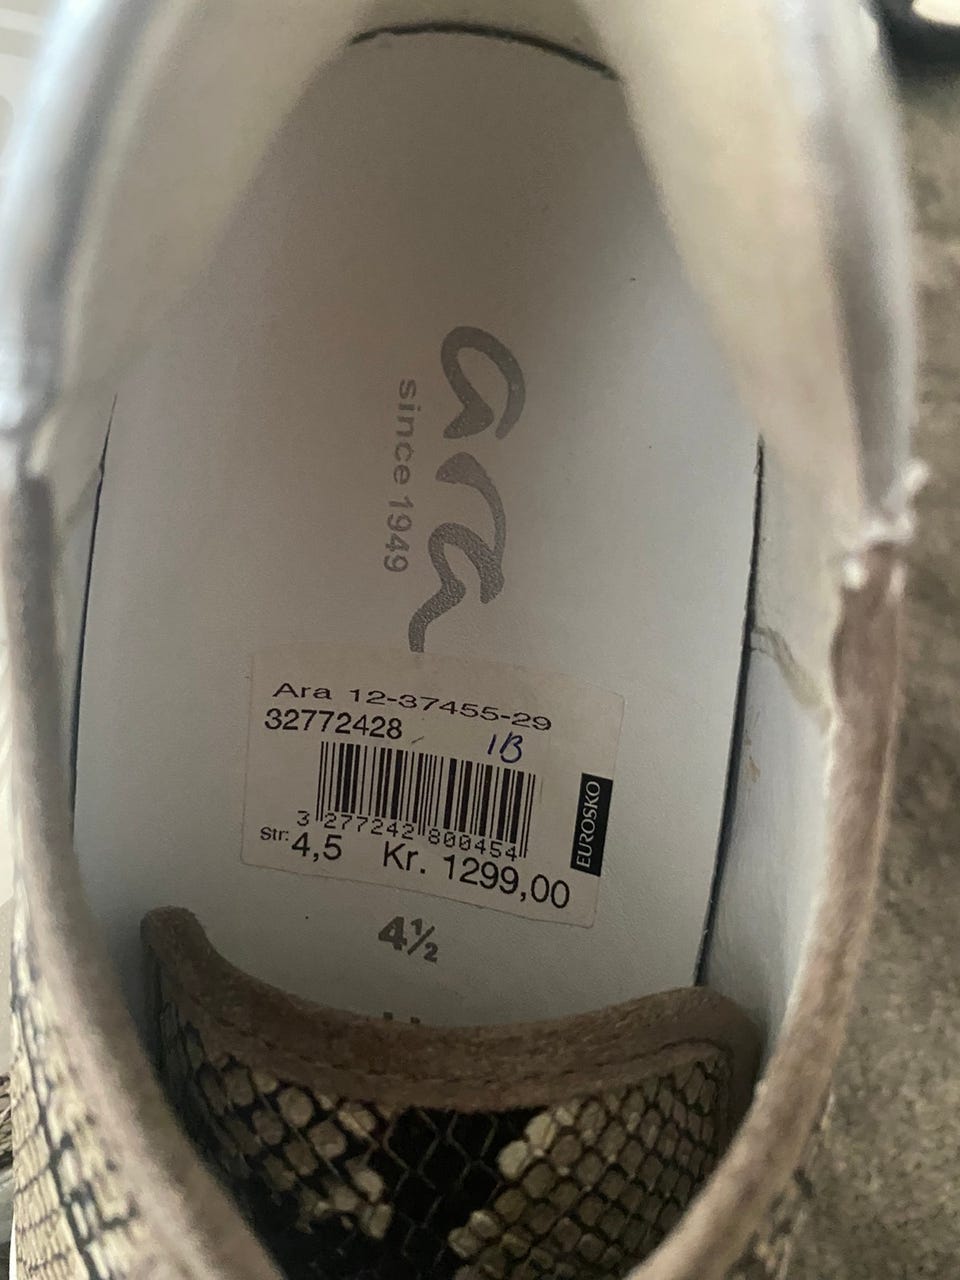 ara
since 1949
Ara 12-37455-29
32772428 1B
3 277242 800454
EUROSKO
str: 4,5 Kr. 1299,00
4½